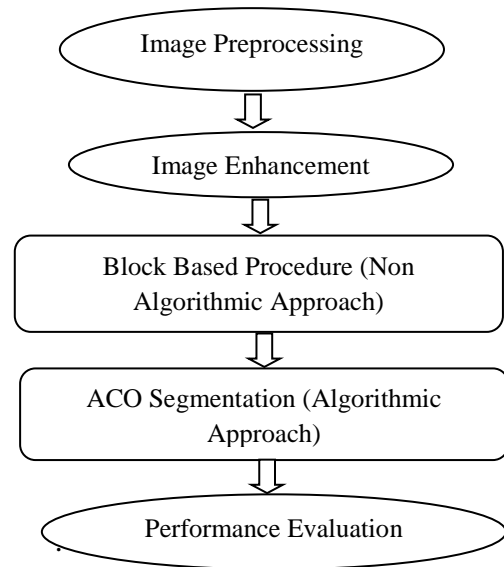 Image Preprocessing
Image Enhancement
Block Based Procedure (Non
Algorithmic Approach)
ACO Segmentation (Algorithmic
Approach)
Performance Evaluation
.